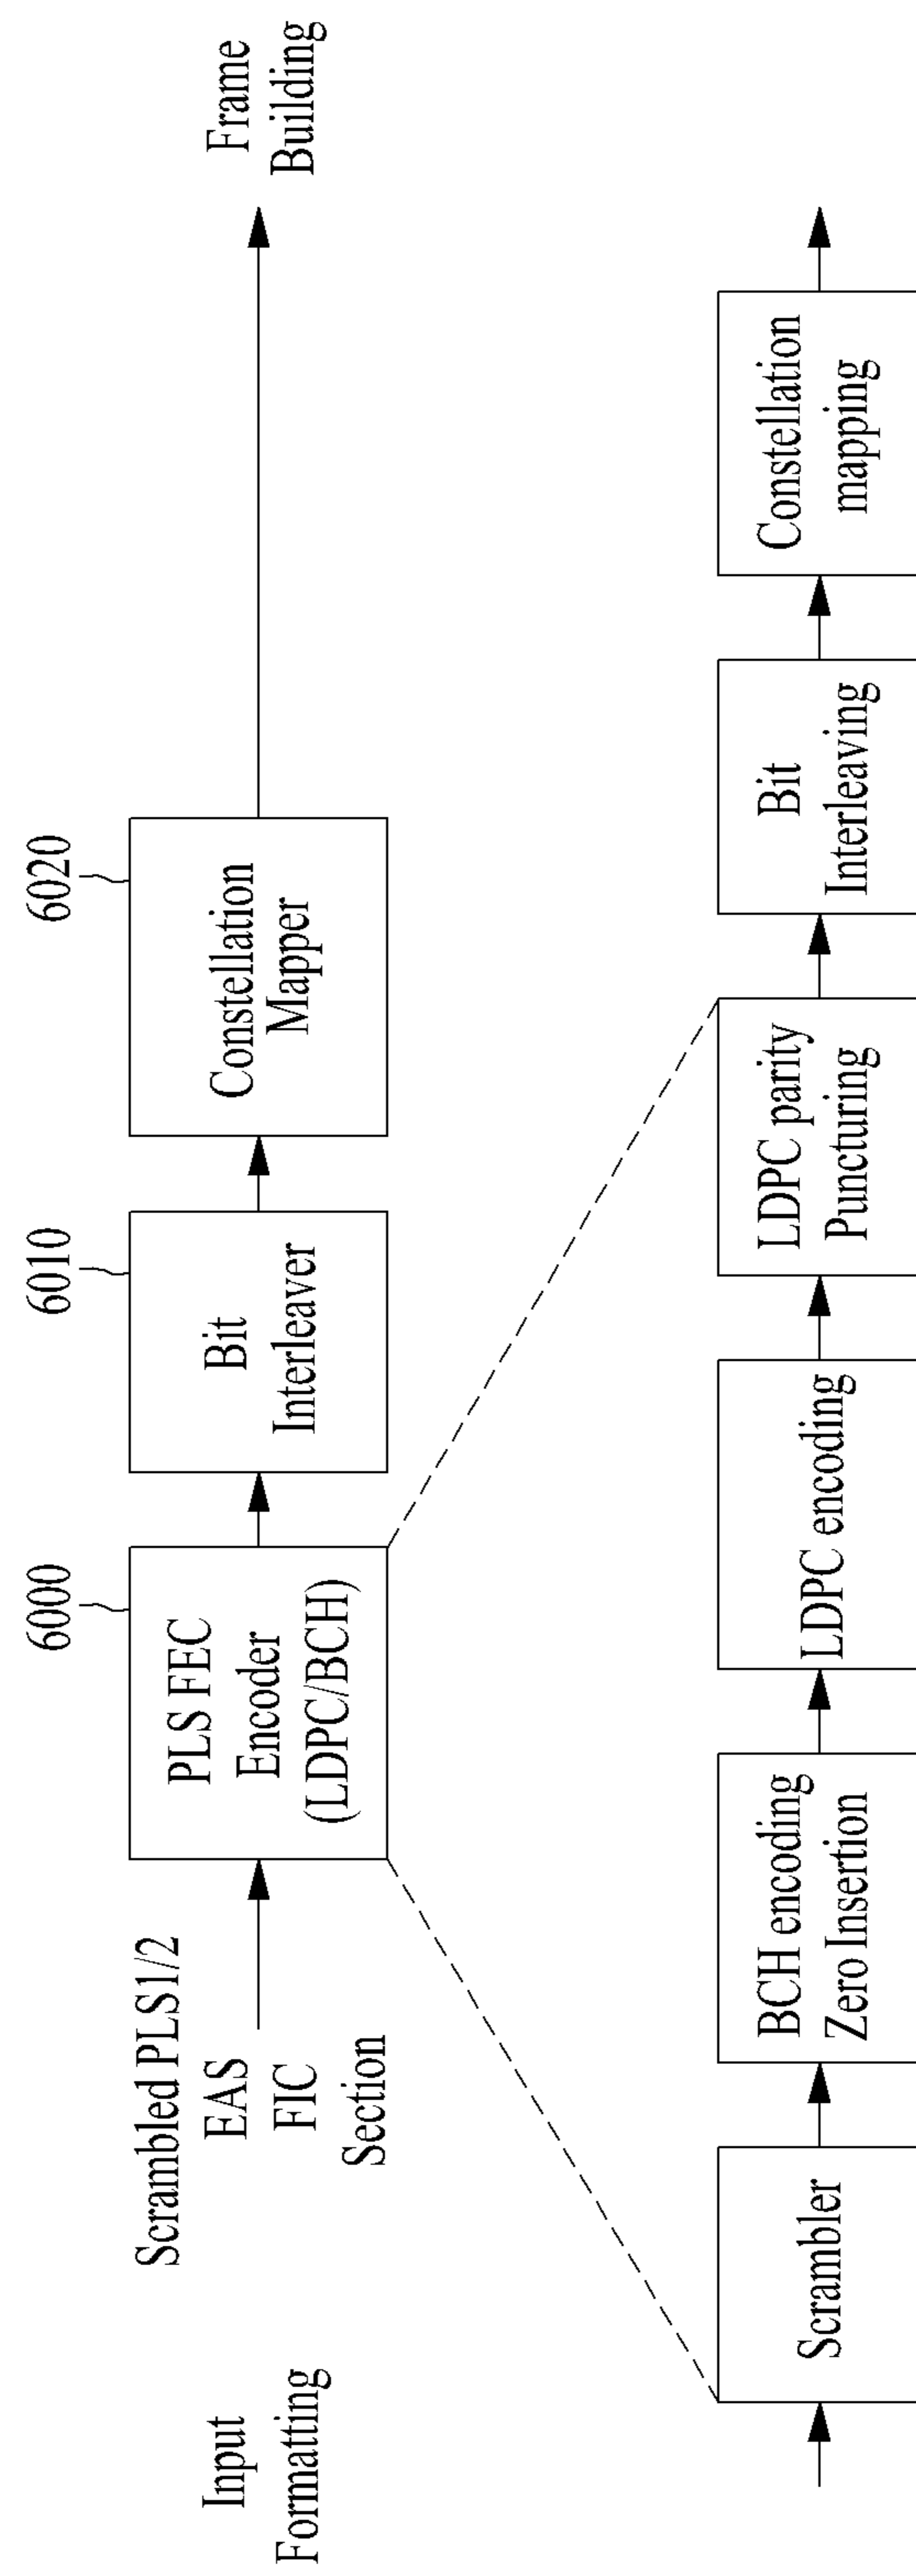 Input
Formatting
Scrambled PLS1/2
EAS
FIC
Section
6000
PLS FEC
Encoder
(LDPC/BCH)
6010
Bit
Interleaver
6020
Constellation
Mapper
Frame
Building
Scrambler
BCH encoding
Zero Insertion
LDPC encoding
LDPC parity
Puncturing
Bit
Interleaving
Constellation
mapping